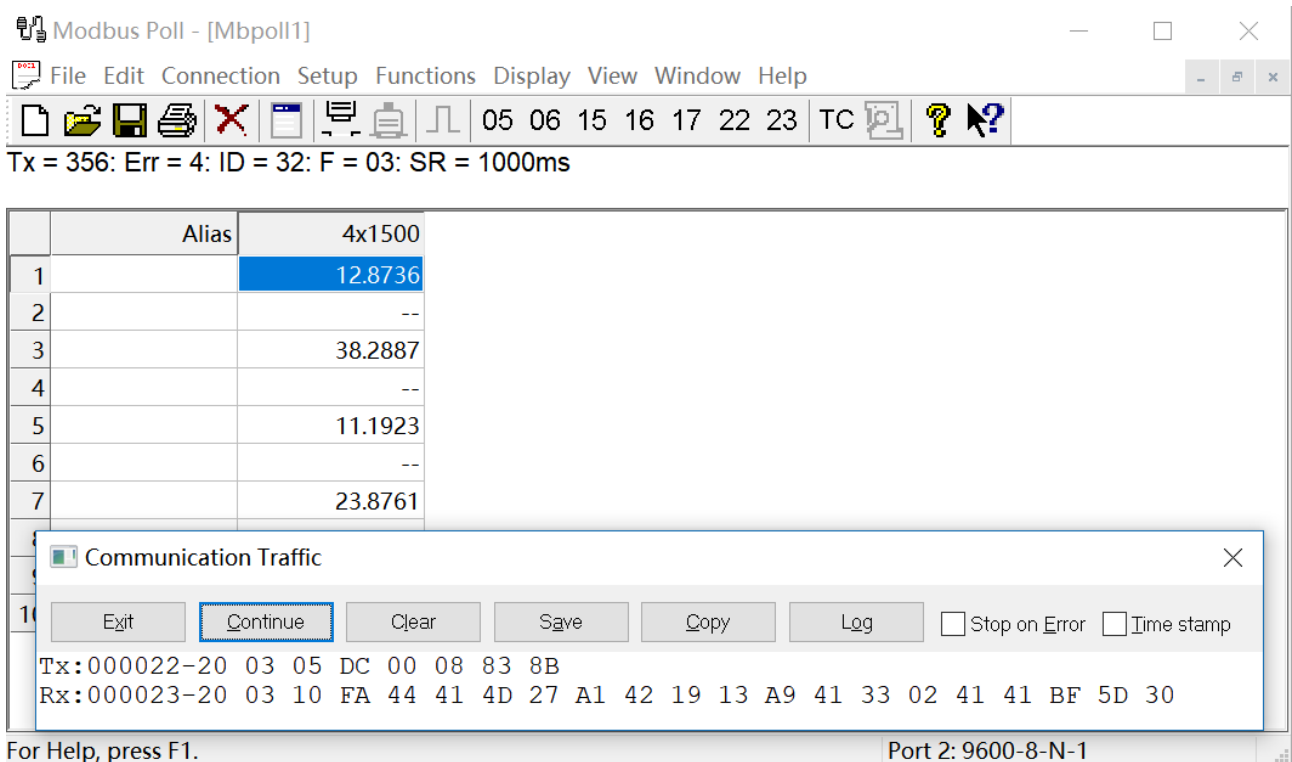 Modbus Poll - [Mbpoll1]
File Edit Connection Setup Functions Display View Window Help
05 06 15 16 17 22 23 TC
Tx = 356: Err = 4: ID = 32: F = 03: SR = 1000ms
Alias 4x1500
1 12.8736
2 --
3 38.2887
4 --
5 11.1923
6 --
7 23.8761
Communication Traffic
Exit Continue Clear Save Copy Log Stop on Error Time stamp
Tx:000022-20 03 05 DC 00 08 83 8B
Rx:000023-20 03 10 FA 44 41 4D 27 A1 42 19 13 A9 41 33 02 41 41 BF 5D 30
For Help, press F1. Port 2: 9600-8-N-1